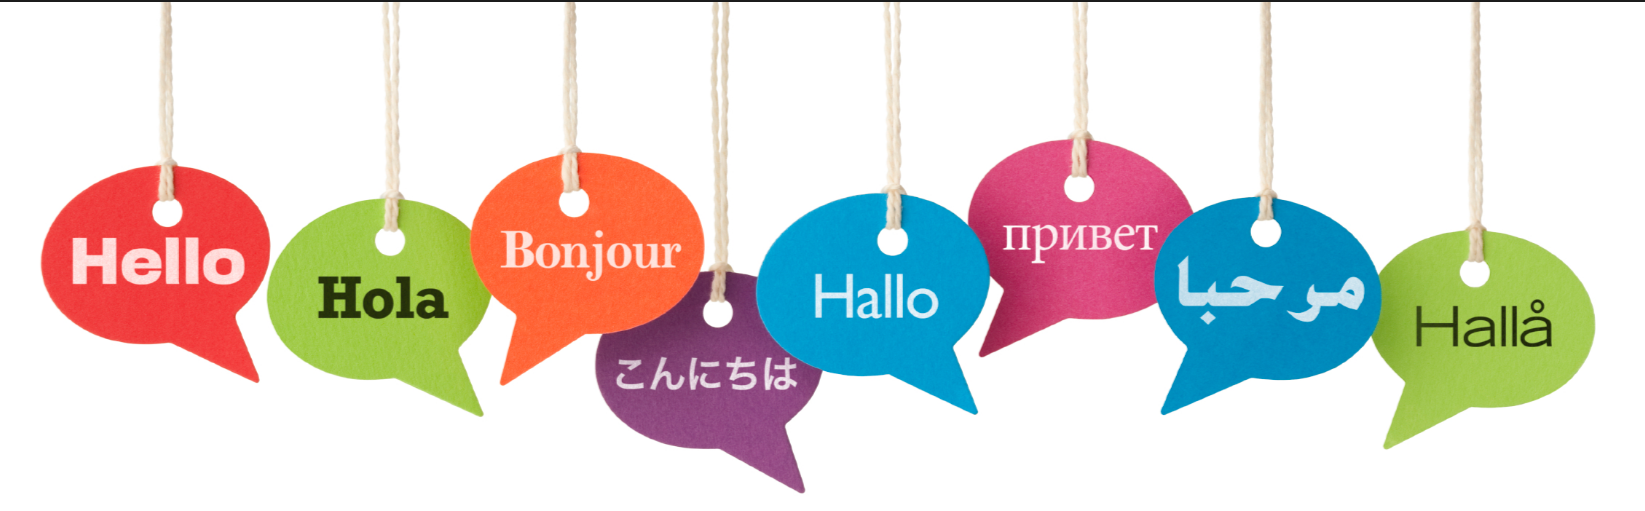 Hello
Hola
Bonjour
こんにちは
Hallo
привет
مرحبا
Hallå